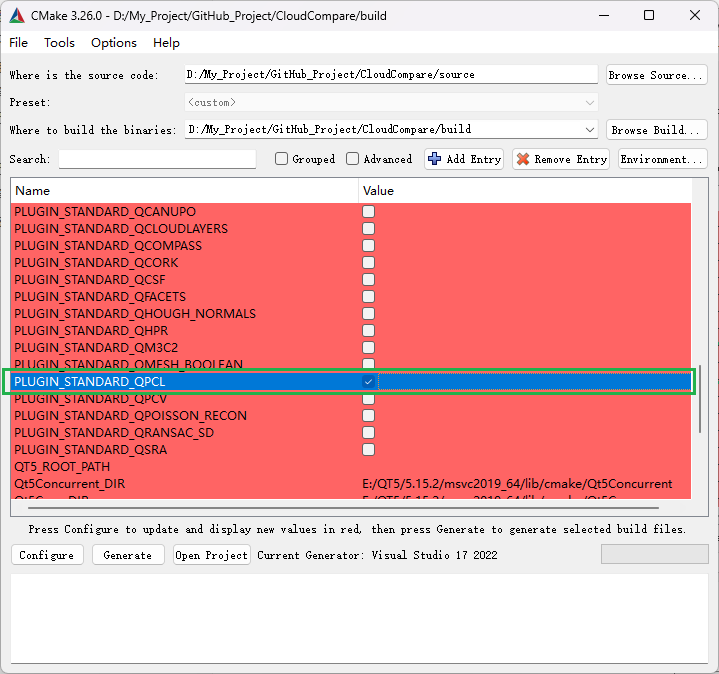 CMake 3.26.0 - D:/My_Project/GitHub_Project/CloudCompare/build
File Tools Options Help
Where is the source code: D:/My_Project/GitHub_Project/CloudCompare/source Browse Source...
Preset: <custom>
Where to build the binaries: D:/My_Project/GitHub_Project/CloudCompare/build Browse Build...
Search: Grouped Advanced Add Entry Remove Entry Environment...
Name Value
PLUGIN_STANDARD_QCANUPO
PLUGIN_STANDARD_QCLOUDLAYERS
PLUGIN_STANDARD_QCOMPASS
PLUGIN_STANDARD_QCORK
PLUGIN_STANDARD_QCSF
PLUGIN_STANDARD_QFACETS
PLUGIN_STANDARD_QHOUGH_NORMALS
PLUGIN_STANDARD_QHPR
PLUGIN_STANDARD_QM3C2
PLUGIN_STANDARD_QMESH_BOOLEAN
PLUGIN_STANDARD_QPCL
PLUGIN_STANDARD_QPCV
PLUGIN_STANDARD_QPOISSON_RECON
PLUGIN_STANDARD_QRANSAC_SD
PLUGIN_STANDARD_QSRA
QT5_ROOT_PATH
Qt5Concurrent_DIR E:/QT5/5.15.2/msvc2019_64/lib/cmake/Qt5Concurrent
Press Configure to update and display new values in red, then press Generate to generate selected build files.
Configure Generate Open Project Current Generator: Visual Studio 17 2022